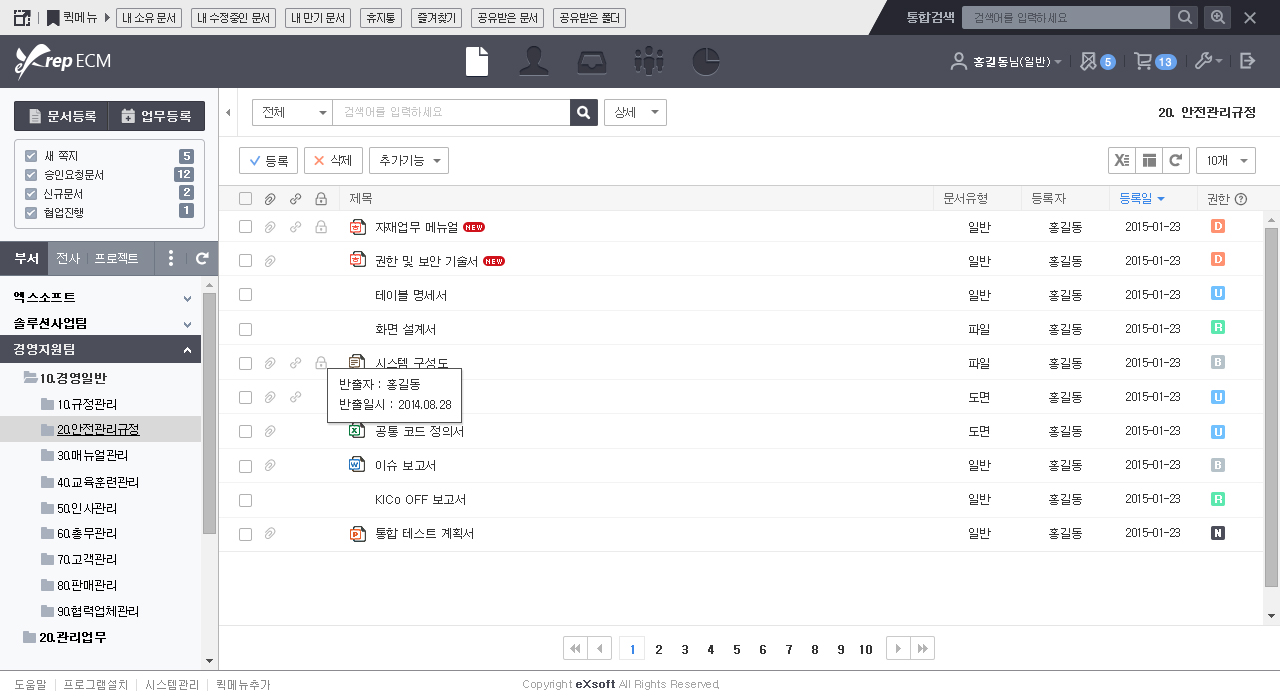 퀵메뉴 내 소유 문서 내 수정중인 문서 내 만기 문서 휴지통 즐겨찾기 공유받은 문서 공유받은 폴더 통합검색 검색어를 입력하세요
eXrep ECM 홍길동님(일반) 5 13
문서등록 업무등록
새 쪽지 5
승인요청문서 12
신규문서 2
협업진행 1
부서 전사 프로젝트
엑스소프트
솔루션사업팀
경영지원팀
10.경영일반
10.규정관리
20.안전관리규정
30.매뉴얼관리
40.교육훈련관리
50.인사관리
60.총무관리
70.고객관리
80.판매관리
90.협력업체관리
20.관리업무
전체 검색어를 입력하세요 상세 20. 안전관리규정
등록 삭제 추가기능 10개
제목 문서유형 등록자 등록일 권한
자재업무 메뉴얼 NEW 일반 홍길동 2015-01-23 D
권한 및 보안 기술서 NEW 일반 홍길동 2015-01-23 D
테이블 명세서 일반 홍길동 2015-01-23 U
화면 설계서 파일 홍길동 2015-01-23 R
시스템 구성도 파일 홍길동 2015-01-23 B
반출자 : 홍길동
반출일시 : 2014.08.28
도면 홍길동 2015-01-23 U
공통 코드 정의서 도면 홍길동 2015-01-23 U
이슈 보고서 일반 홍길동 2015-01-23 B
KICo OFF 보고서 일반 홍길동 2015-01-23 R
통합 테스트 계획서 일반 홍길동 2015-01-23 N
1 2 3 4 5 6 7 8 9 10
도움말 프로그램설치 시스템관리 퀵메뉴추가 Copyright eXsoft All Rights Reserved.